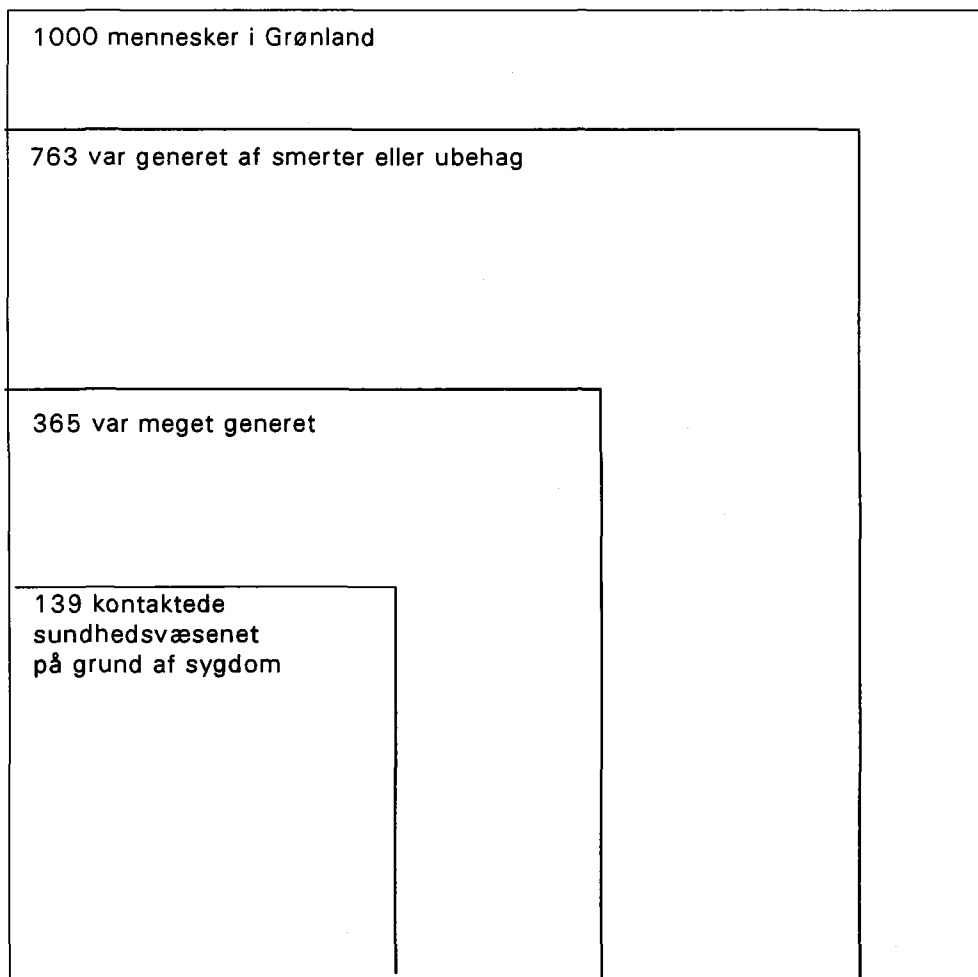 1000 mennesker i Grønland
763 var generet af smerter eller ubehag
365 var meget generet
139 kontaktede
sundhedsvæsenet
på grund af sygdom